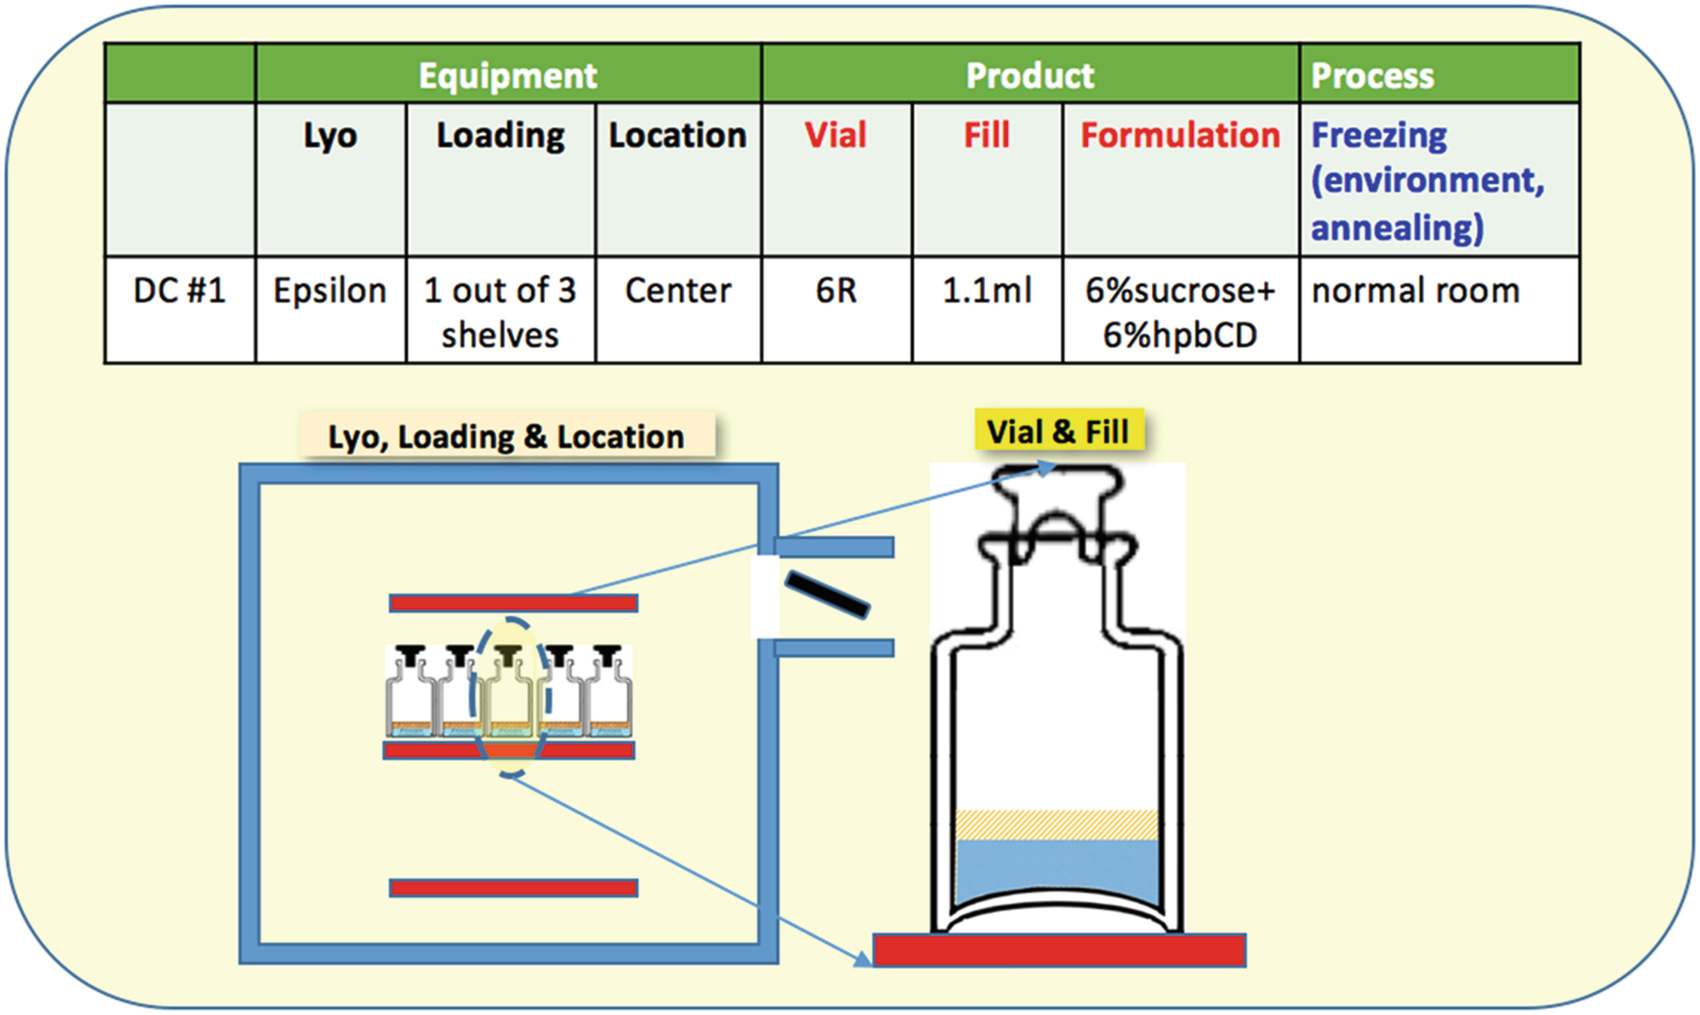 Equipment Product Process
Lyo Loading Location Vial Fill Formulation Freezing
(environment,
annealing)
DC #1 Epsilon 1 out of 3 Center 6R 1.1ml 6%sucrose+ normal room
shelves 6%hpbCD
Lyo, Loading & Location
Vial & Fill